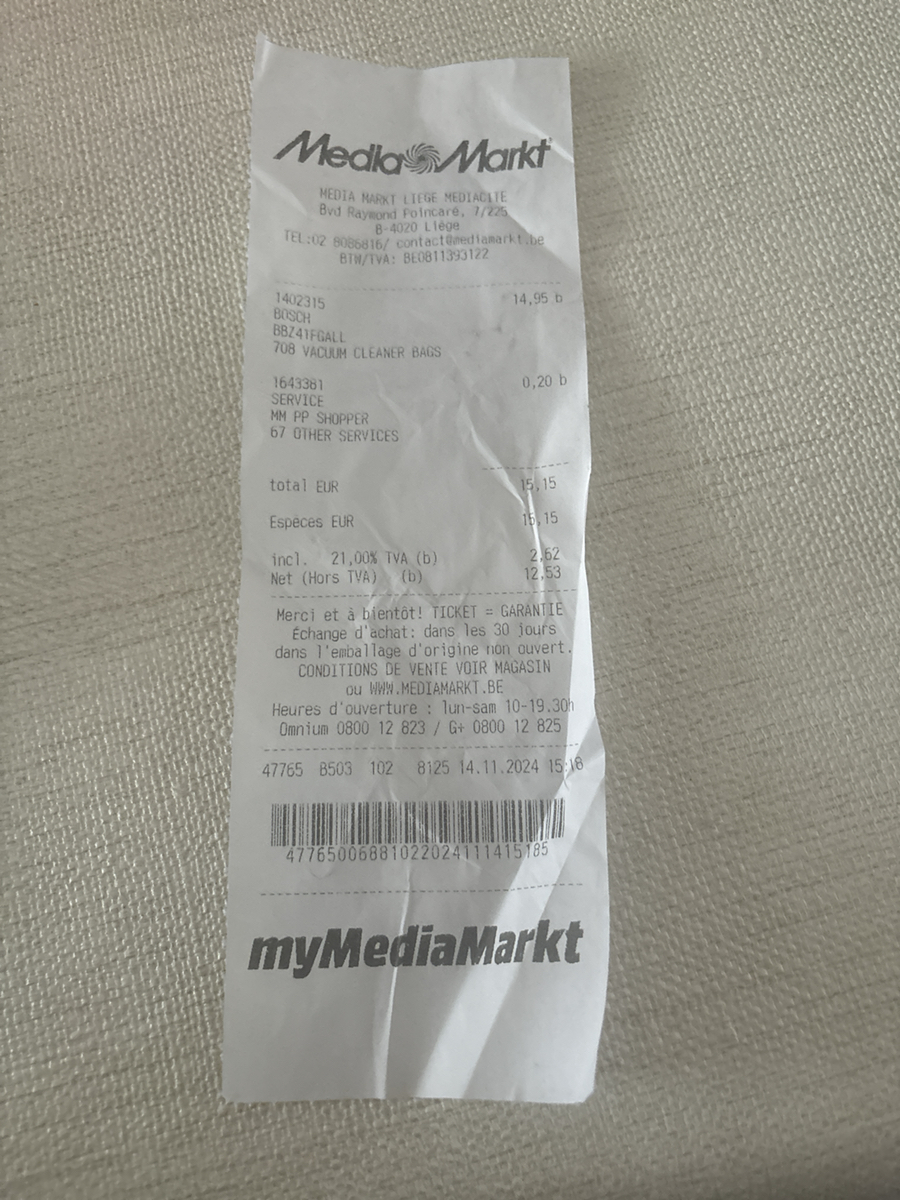 Media Markt
MEDIA MARKT LIEGE MEDIACITE
Bvd Raymond Poincaré, 7/225
B-4020 Liège
TEL:02 8086816/ contact@mediamarkt.be
BTW/TVA: BE0811393122
1402315 14,95 b
BOSCH
BBZ41FGALL
708 VACUUM CLEANER BAGS
1643381 0,20 b
SERVICE
MM PP SHOPPER
67 OTHER SERVICES
total EUR 15,15
Espèces EUR 15,15
incl. 21,00% TVA (b) 2,62
Net (Hors TVA) (b) 12,53
Merci et à bientôt! TICKET = GARANTIE
Échange d'achat: dans les 30 jours
dans l'emballage d'origine non ouvert.
CONDITIONS DE VENTE VOIR MAGASIN
ou WWW.MEDIAMARKT.BE
Heures d'ouverture : lun-sam 10-19.30h
Omnium 0800 12 823 / G+ 0800 12 825
47765 B503 102 8125 14.11.2024 15:18
47765006881022024111415185
myMediaMarkt